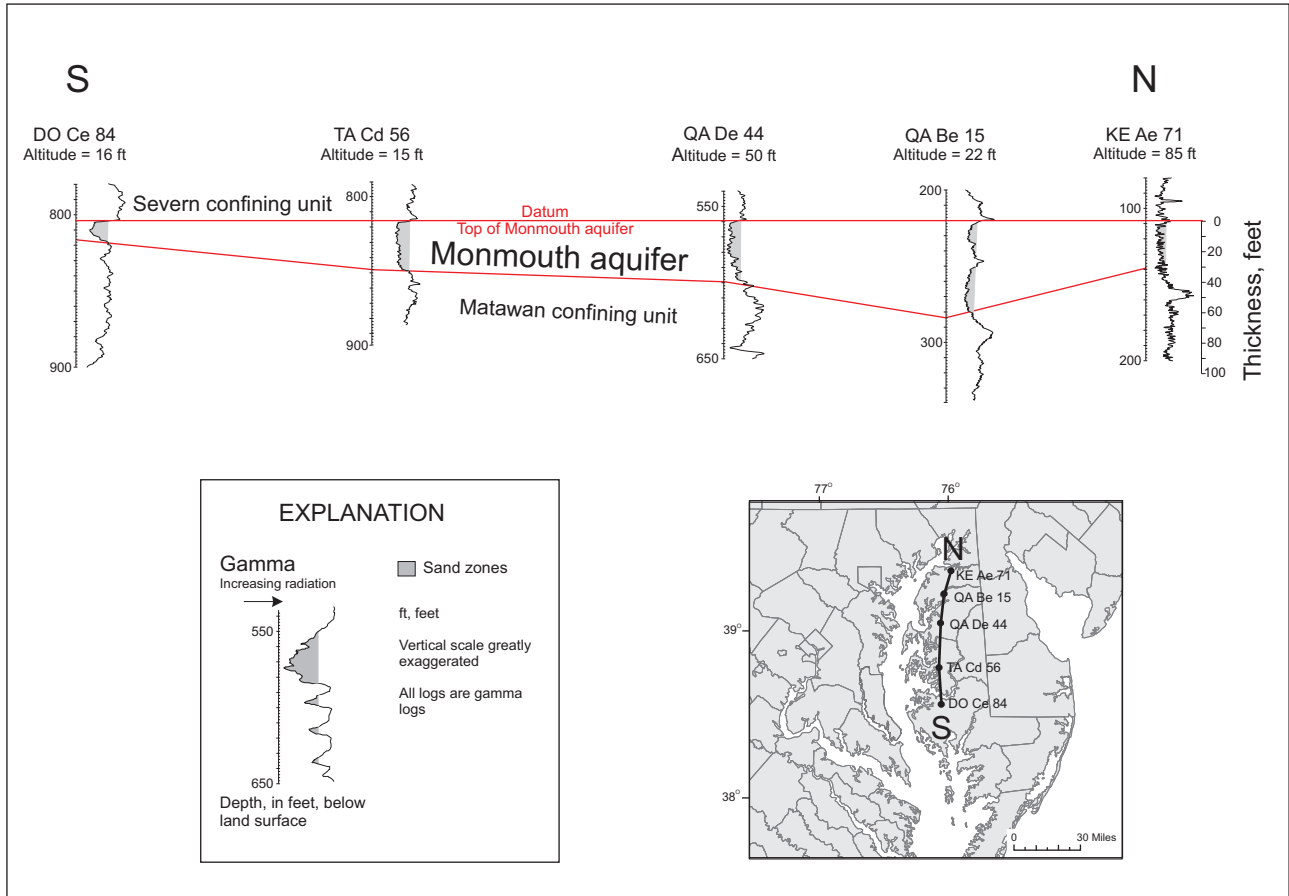 S
N
DO Ce 84
Altitude = 16 ft
TA Cd 56
Altitude = 15 ft
QA De 44
Altitude = 50 ft
QA Be 15
Altitude = 22 ft
KE Ae 71
Altitude = 85 ft
800
900
800
900
550
650
200
300
100
200
Severn confining unit
Datum
Top of Monmouth aquifer
Monmouth aquifer
Matawan confining unit
0
20
40
60
80
100
Thickness, feet
EXPLANATION
Gamma
Increasing radiation
550
650
Depth, in feet, below
land surface
Sand zones
ft, feet
Vertical scale greatly
exaggerated
All logs are gamma
logs
77°
76°
39°
38°
N
KE Ae 71
QA Be 15
QA De 44
TA Cd 56
DO Ce 84
S
0
30 Miles